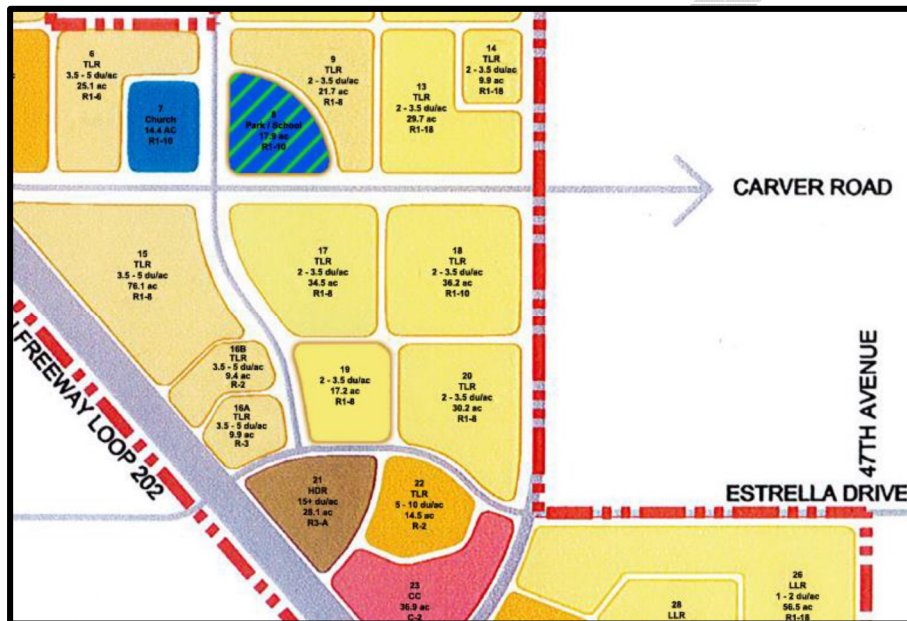 6
TLR
3.5 - 5 du/ac
25.1 ac
R1-6
7
Church
14.4 AC
R1-10
8
Park / School
17.9 ac
R1-10
9
TLR
2 - 3.5 du/ac
21.7 ac
R1-8
13
TLR
2 - 3.5 du/ac
29.7 ac
R1-18
14
TLR
2 - 3.5 du/ac
9.9 ac
R1-18
CARVER ROAD
15
TLR
3.5 - 5 du/ac
76.1 ac
R1-8
17
TLR
2 - 3.5 du/ac
34.5 ac
R1-8
18
TLR
2 - 3.5 du/ac
36.2 ac
R1-10
16B
TLR
3.5 - 5 du/ac
9.4 ac
R-2
16A
TLR
3.5 - 5 du/ac
9.9 ac
R-3
19
2 - 3.5 du/ac
17.2 ac
R1-8
20
TLR
2 - 3.5 du/ac
30.2 ac
R1-8
FREEWAY LOOP 202
47TH AVENUE
ESTRELLA DRIVE
21
HDR
15+ du/ac
28.1 ac
R3-A
22
TLR
5 - 10 du/ac
14.5 ac
R-2
23
CC
36.9 ac
C-2
26
LLR
1 - 2 du/ac
56.5 ac
R1-18
28
LLR